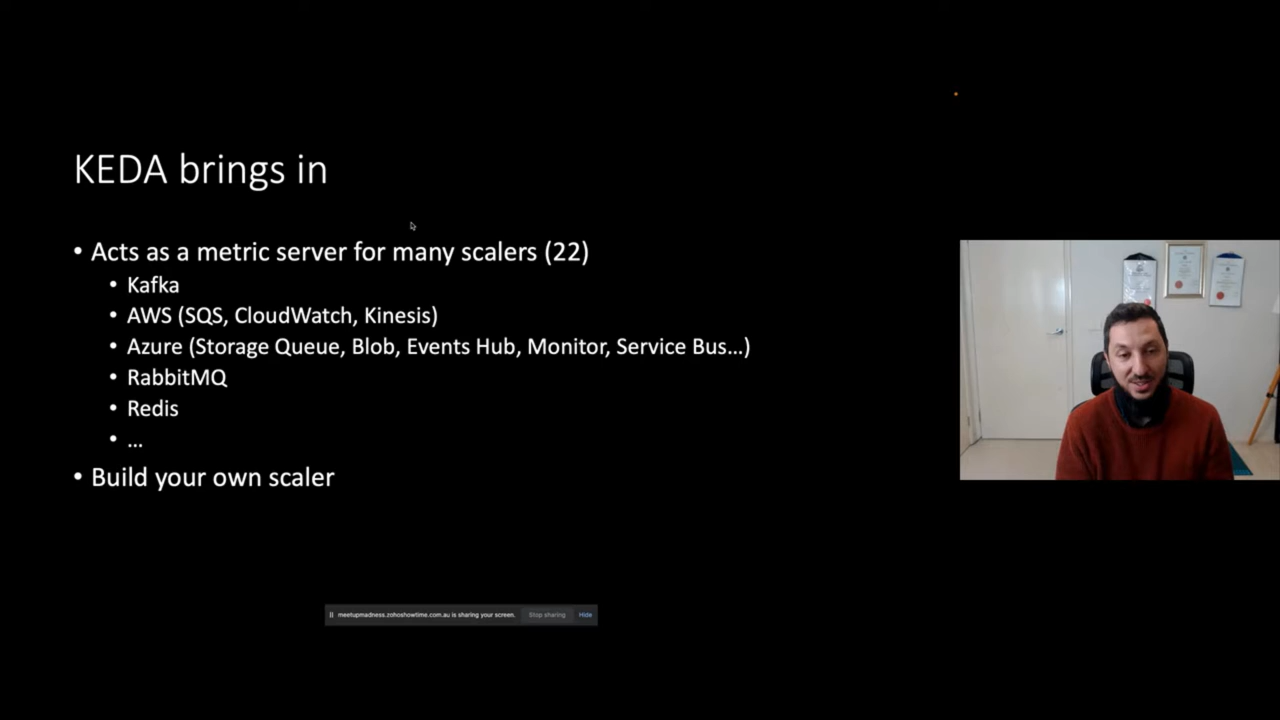 KEDA brings in
• Acts as a metric server for many scalers (22)
• Kafka
• AWS (SQS, CloudWatch, Kinesis)
• Azure (Storage Queue, Blob, Events Hub, Monitor, Service Bus...)
• RabbitMQ
• Redis
• ...
• Build your own scaler
meetupmadness.zohoshowtime.com.au is sharing your screen. Stop sharing Hide